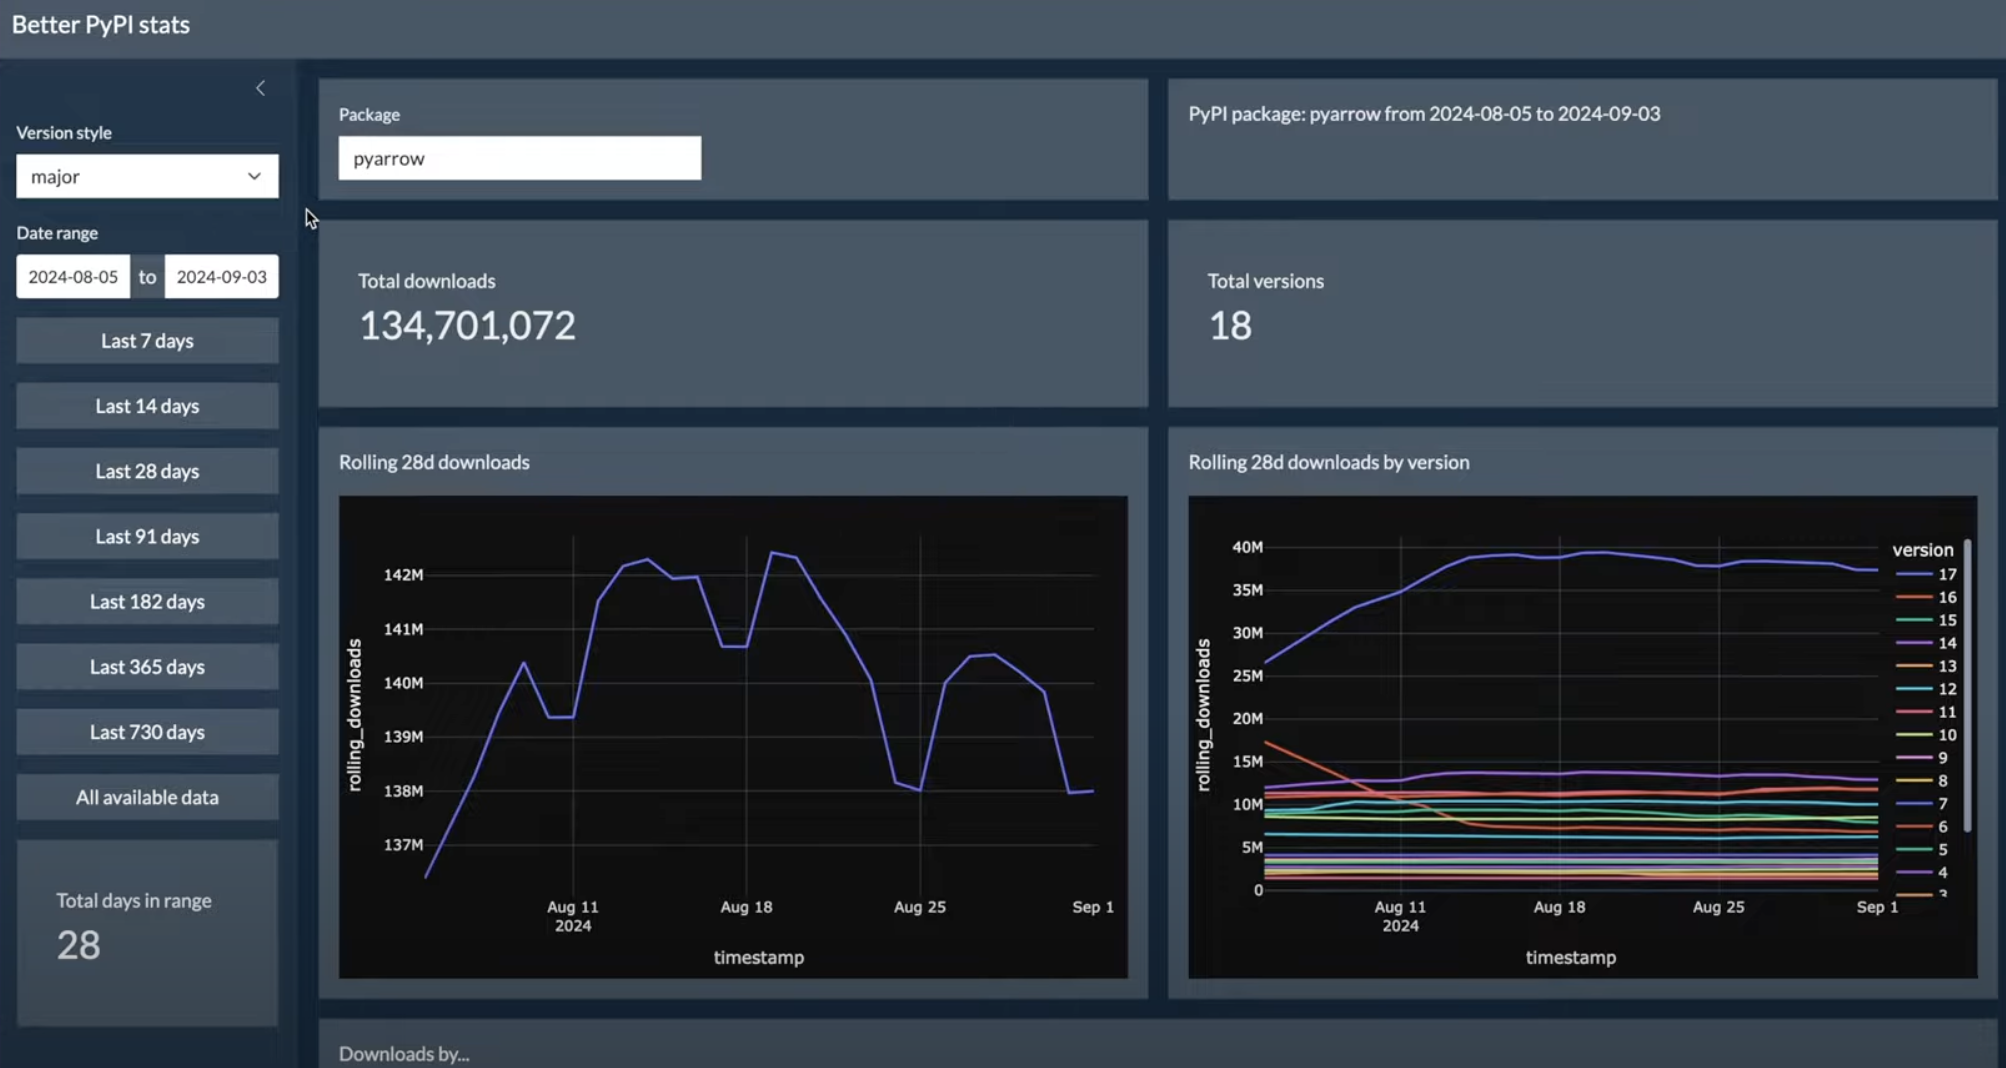 Better PyPI stats
Version style
major
Date range
2024-08-05 to 2024-09-03
Last 7 days
Last 14 days
Last 28 days
Last 91 days
Last 182 days
Last 365 days
Last 730 days
All available data
Total days in range
28
Package
pyarrow
PyPI package: pyarrow from 2024-08-05 to 2024-09-03
Total downloads
134,701,072
Total versions
18
Rolling 28d downloads
rolling_downloads
142M
141M
140M
139M
138M
137M
Aug 11
2024
Aug 18
Aug 25
Sep 1
timestamp
Rolling 28d downloads by version
rolling_downloads
40M
35M
30M
25M
20M
15M
10M
5M
0
Aug 11
2024
Aug 18
Aug 25
Sep 1
timestamp
version
17
16
15
14
13
12
11
10
9
8
7
6
5
4
3
Downloads by...